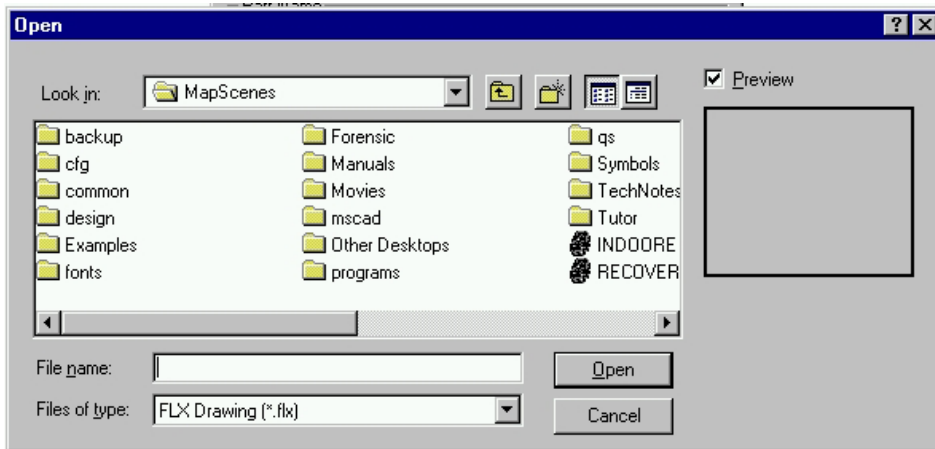 Open
Look in: MapScenes
Preview
backup Forensic qs
cfg Manuals Symbols
common Movies TechNotes
design mscad Tutor
Examples Other Desktops INDOORE
fonts programs RECOVER
File name: Open
Files of type: FLX Drawing (*.flx) Cancel